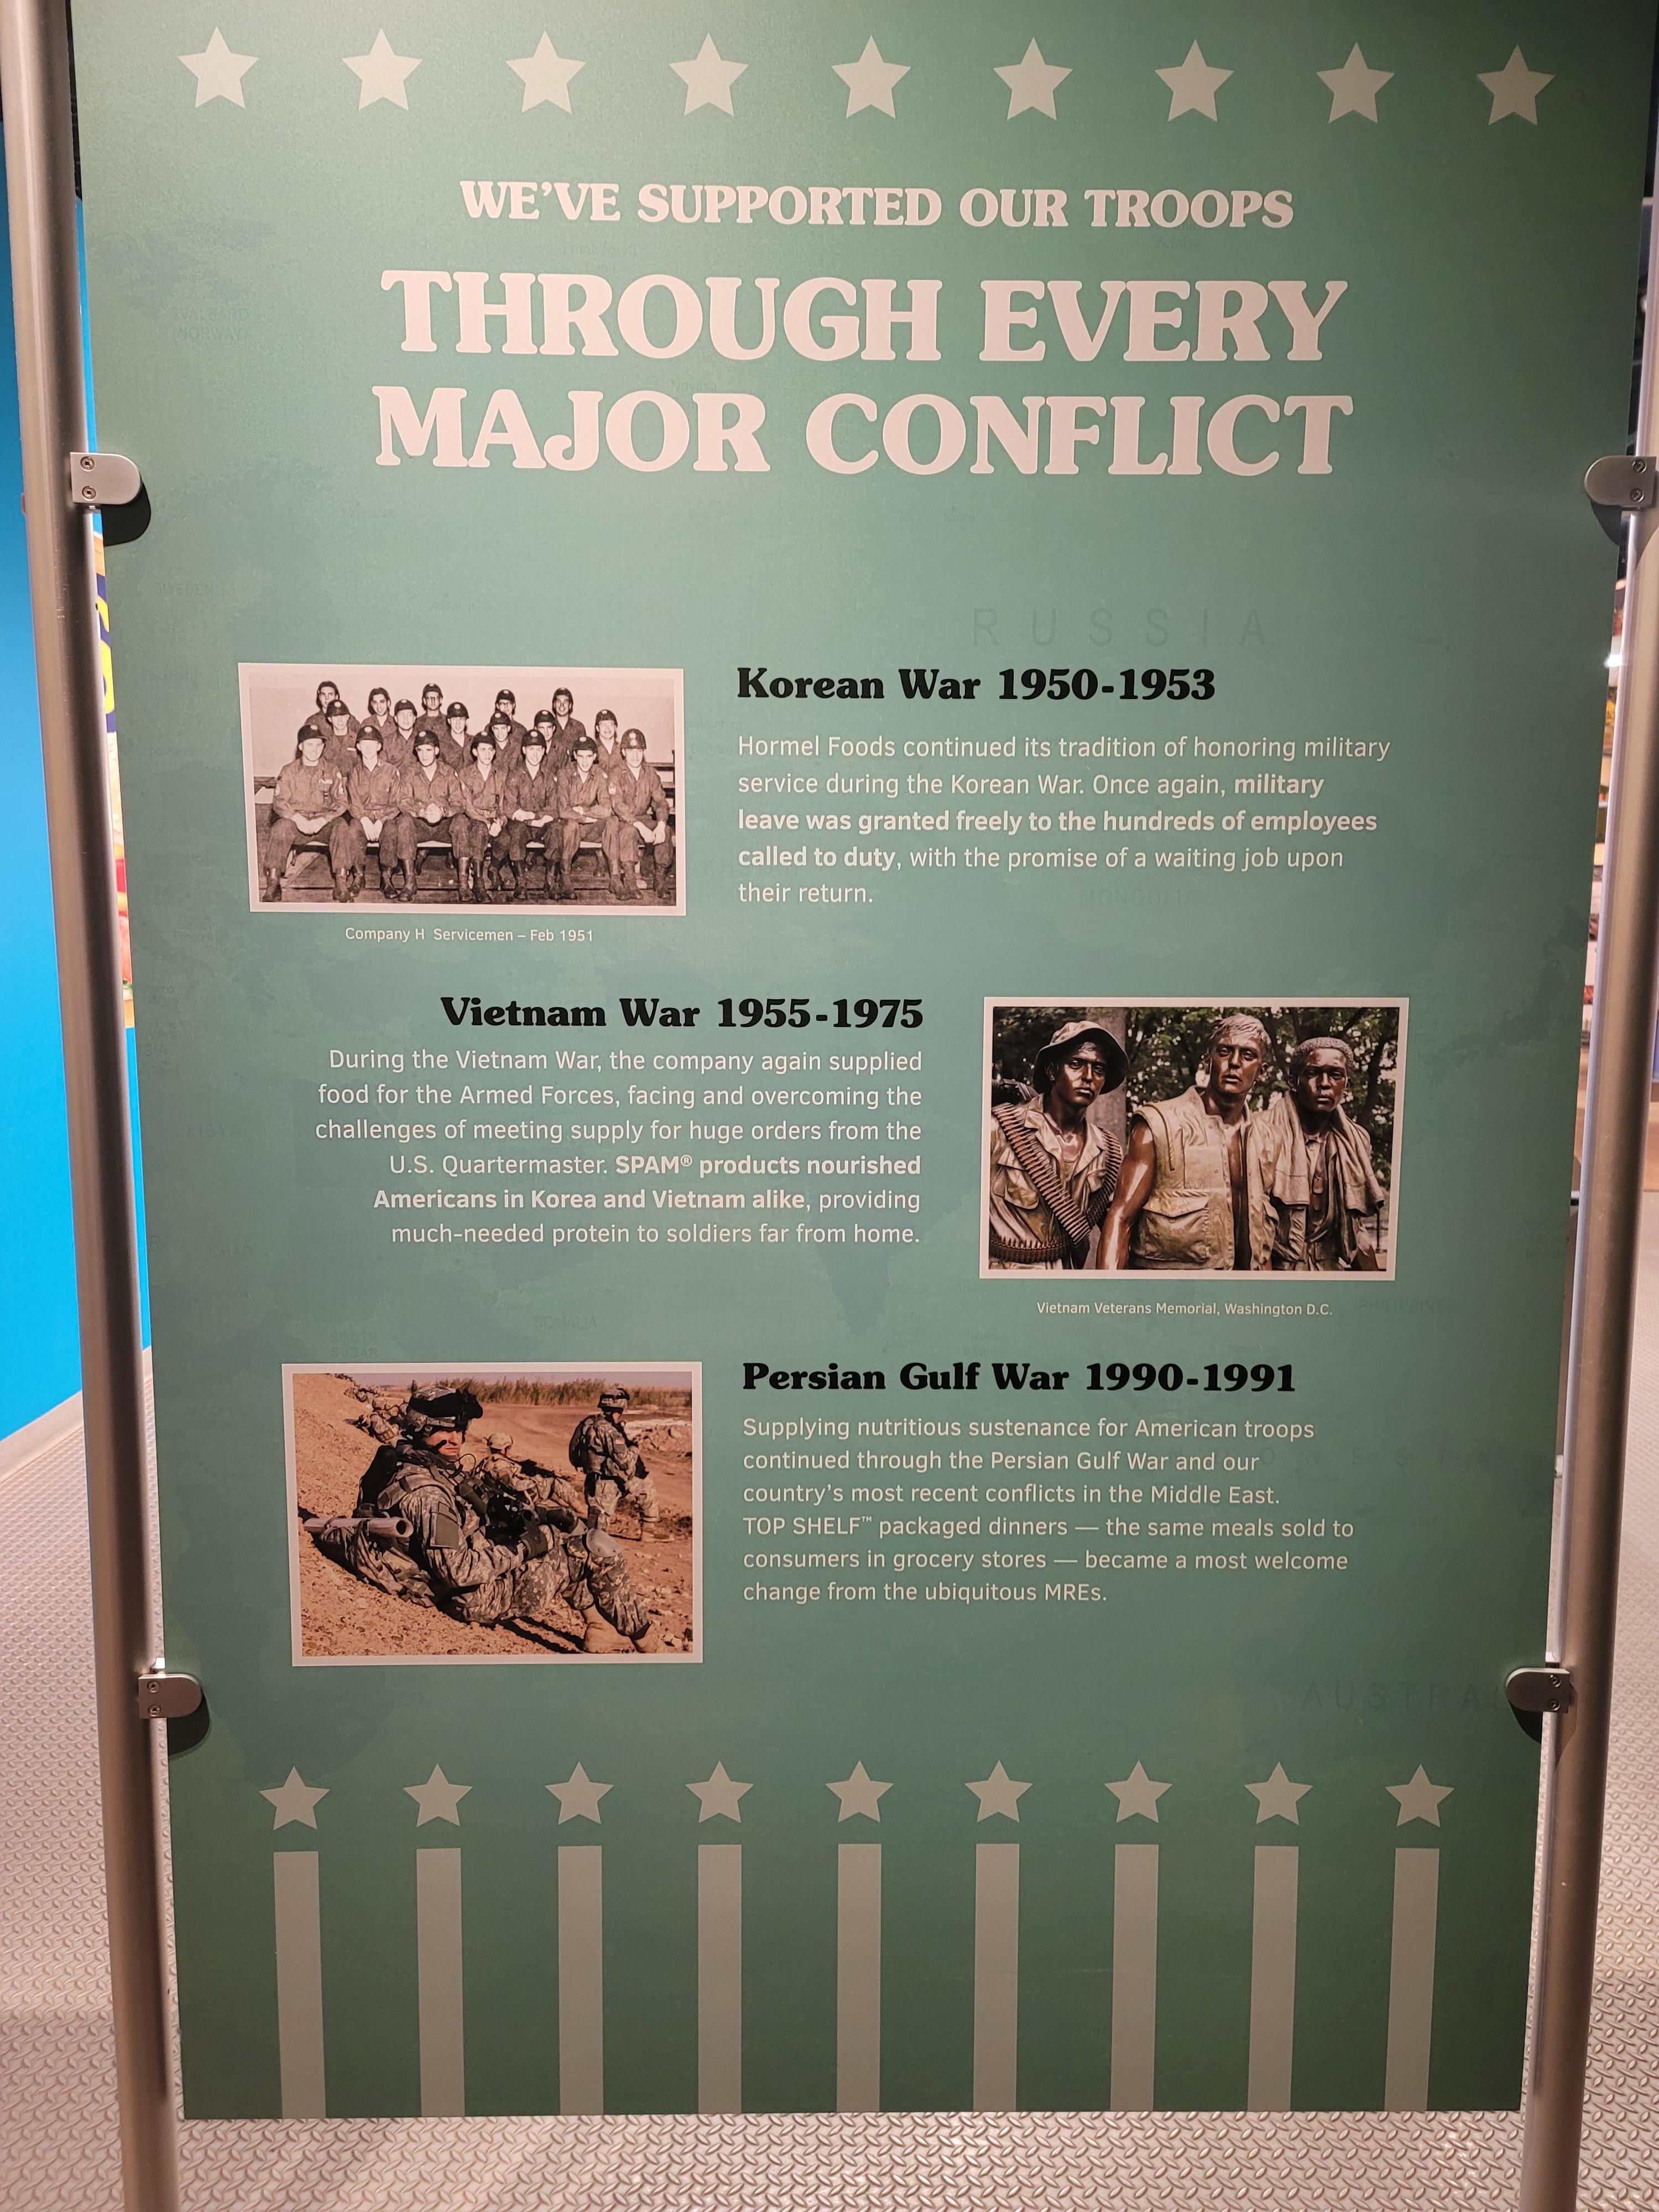 WE'VE SUPPORTED OUR TROOPS
THROUGH EVERY
MAJOR CONFLICT
RUSSIA
Korean War 1950-1953
Hormel Foods continued its tradition of honoring military
service during the Korean War. Once again, military
leave was granted freely to the hundreds of employees
called to duty, with the promise of a waiting job upon
their return.
MONGOLIA
Company H Servicemen – Feb 1951
Vietnam War 1955-1975
During the Vietnam War, the company again supplied
food for the Armed Forces, facing and overcoming the
challenges of meeting supply for huge orders from the
U.S. Quartermaster. SPAM® products nourished
Americans in Korea and Vietnam alike, providing
much-needed protein to soldiers far from home.
Vietnam Veterans Memorial, Washington D.C.
SOMALIA
SOUTH
SUDAN
Persian Gulf War 1990-1991
Supplying nutritious sustenance for American troops
continued through the Persian Gulf War and our
country's most recent conflicts in the Middle East.
TOP SHELF™ packaged dinners — the same meals sold to
consumers in grocery stores — became a most welcome
change from the ubiquitous MREs.